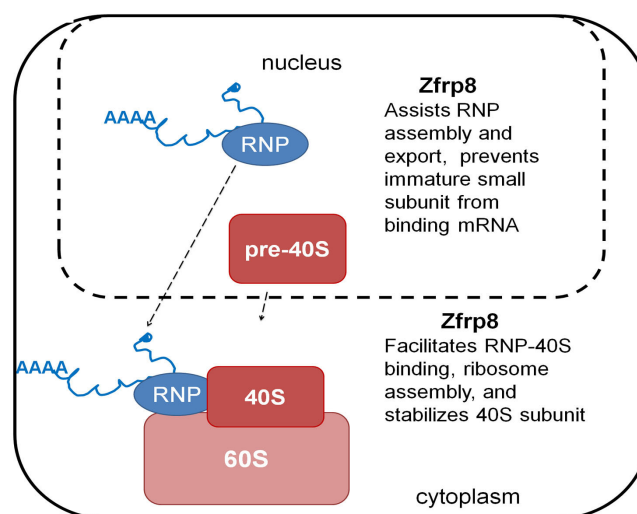 nucleus
Zfrp8
Assists RNP
assembly and
export, prevents
immature small
subunit from
binding mRNA
AAAA
RNP
pre-40S
Zfrp8
Facilitates RNP-40S
binding, ribosome
assembly, and
stabilizes 40S subunit
AAAA
RNP
40S
60S
cytoplasm